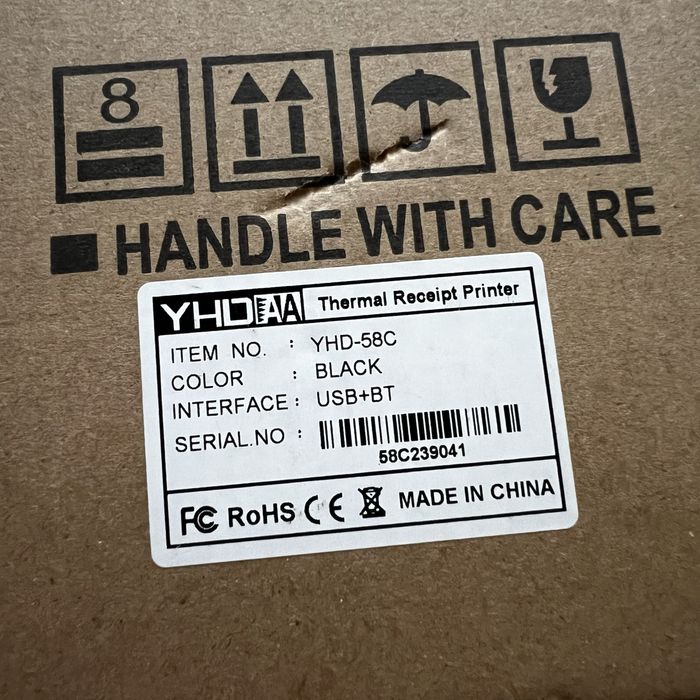 8
HANDLE WITH CARE
YHDAA Thermal Receipt Printer
ITEM NO. : YHD-58C
COLOR : BLACK
INTERFACE : USB+BT
SERIAL.NO :
58C239041
FC RoHS CE MADE IN CHINA